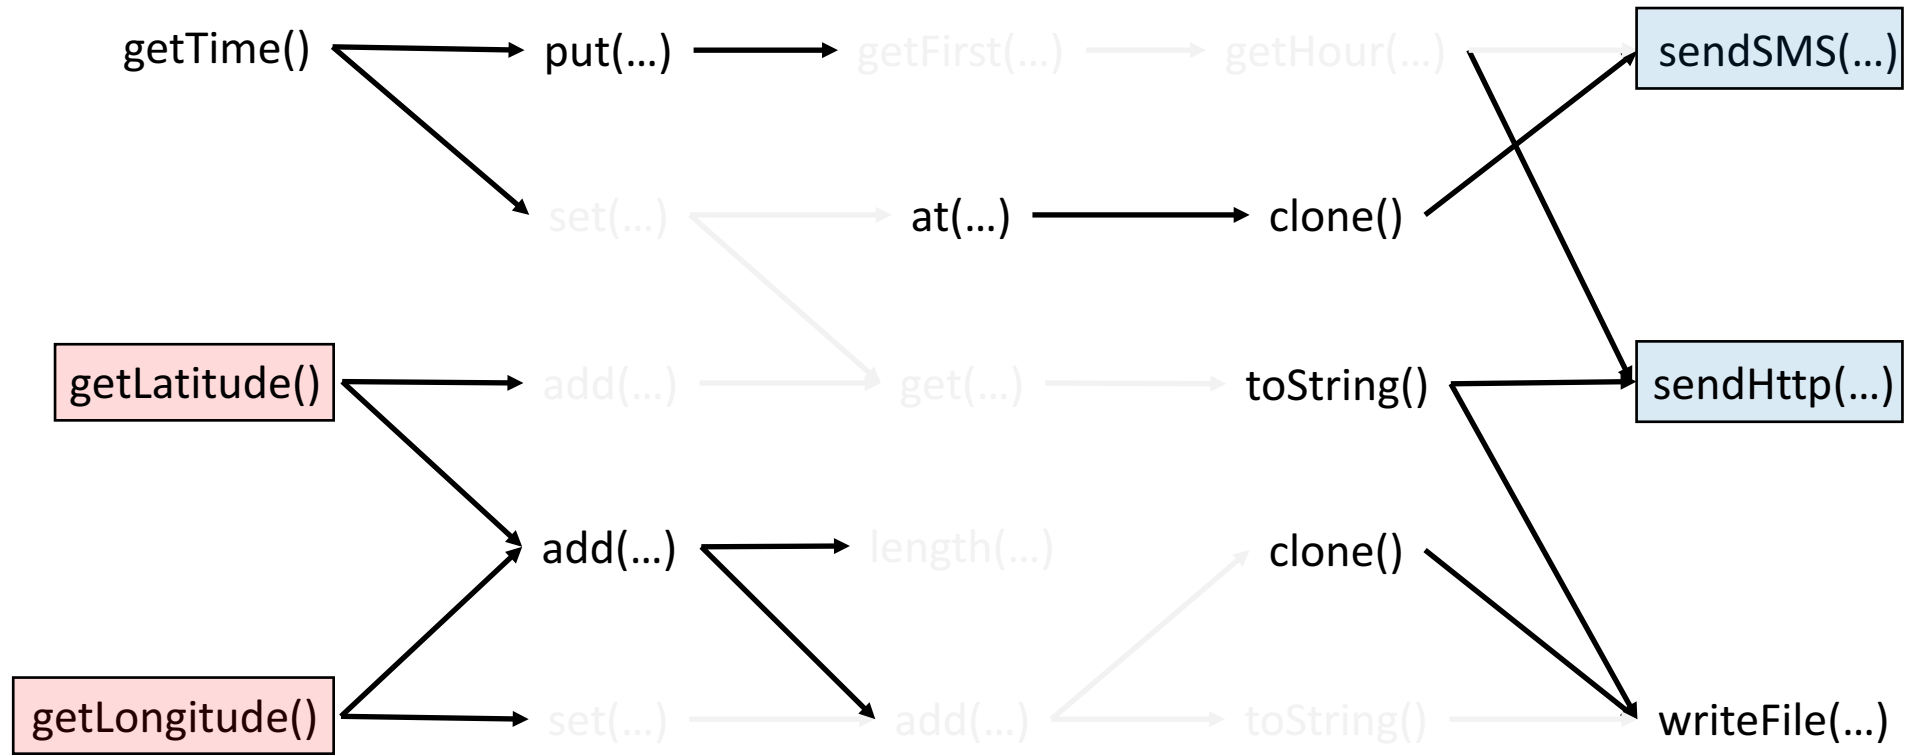 getTime() put(...) getFirst(...) getHour(...) sendSMS(...)
set(...) at(...) clone()
getLatitude() add(...) get(...) toString() sendHttp(...)
add(...) length(...) clone()
getLongitude() set(...) add(...) toString() writeFile(...)